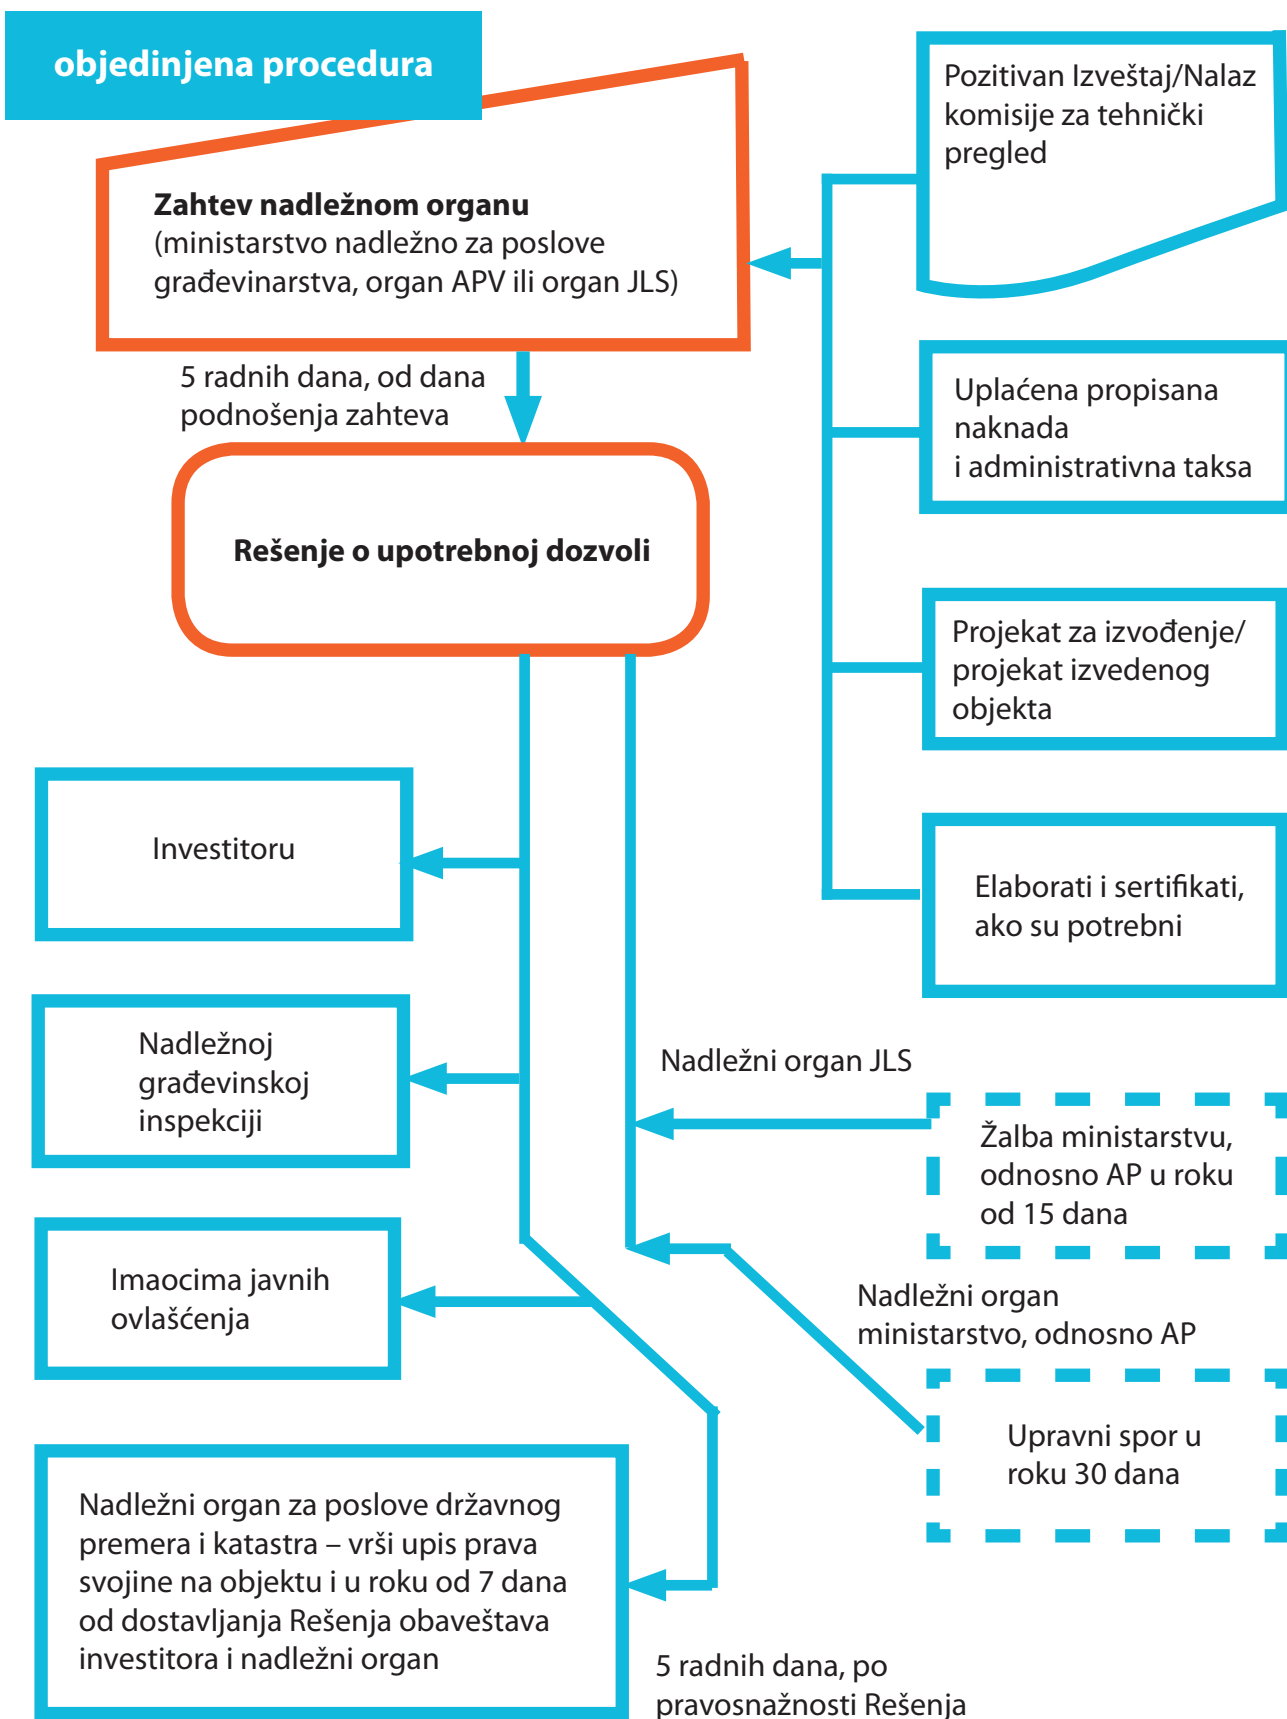 objedinjena procedura
Zahtev nadležnom organu
(ministarstvo nadležno za poslove
građevinarstva, organ APV ili organ JLS)
Pozitivan Izveštaj/Nalaz
komisije za tehnički
pregled
Uplaćena propisana
naknada
i administrativna taksa
Projekat za izvođenje/
projekat izvedenog
objekta
Elaborati i sertifikati,
ako su potrebni
5 radnih dana, od dana
podnošenja zahteva
Rešenje o upotrebnoj dozvoli
Investitoru
Nadležnoj
građevinskoj
inspekciji
Imaocima javnih
ovlašćenja
Nadležni organ za poslove državnog
premera i katastra – vrši upis prava
svojine na objektu i u roku od 7 dana
od dostavljanja Rešenja obaveštava
investitora i nadležni organ
5 radnih dana, po
pravosnažnosti Rešenja
Nadležni organ JLS
Žalba ministarstvu,
odnosno AP u roku
od 15 dana
Nadležni organ
ministarstvo, odnosno AP
Upravni spor u
roku 30 dana